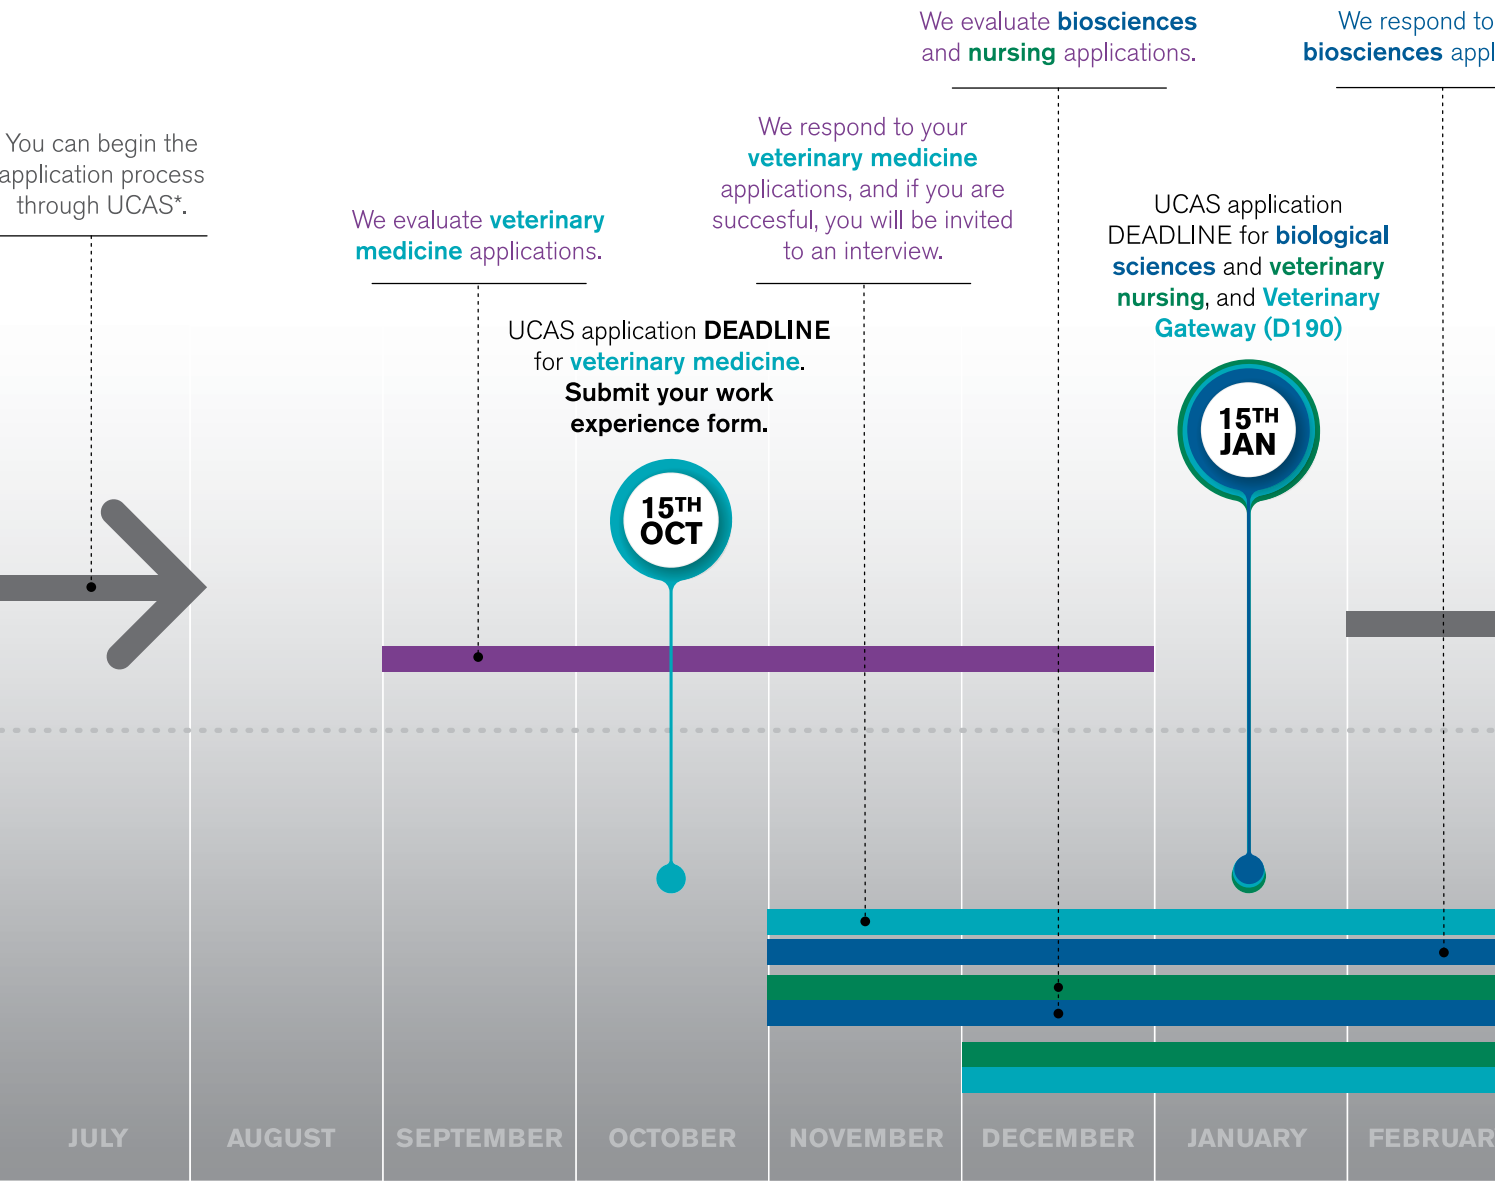 We evaluate biosciences
and nursing applications.
We respond to
biosciences appl
You can begin the
application process
through UCAS*.
We evaluate veterinary
medicine applications.
We respond to your
veterinary medicine
applications, and if you are
succesful, you will be invited
to an interview.
UCAS application
DEADLINE for biological
sciences and veterinary
nursing, and Veterinary
Gateway (D190)
UCAS application DEADLINE
for veterinary medicine.
Submit your work
experience form.
15TH
JAN
15TH
OCT
JULY AUGUST SEPTEMBER OCTOBER NOVEMBER DECEMBER JANUARY FEBRUAR